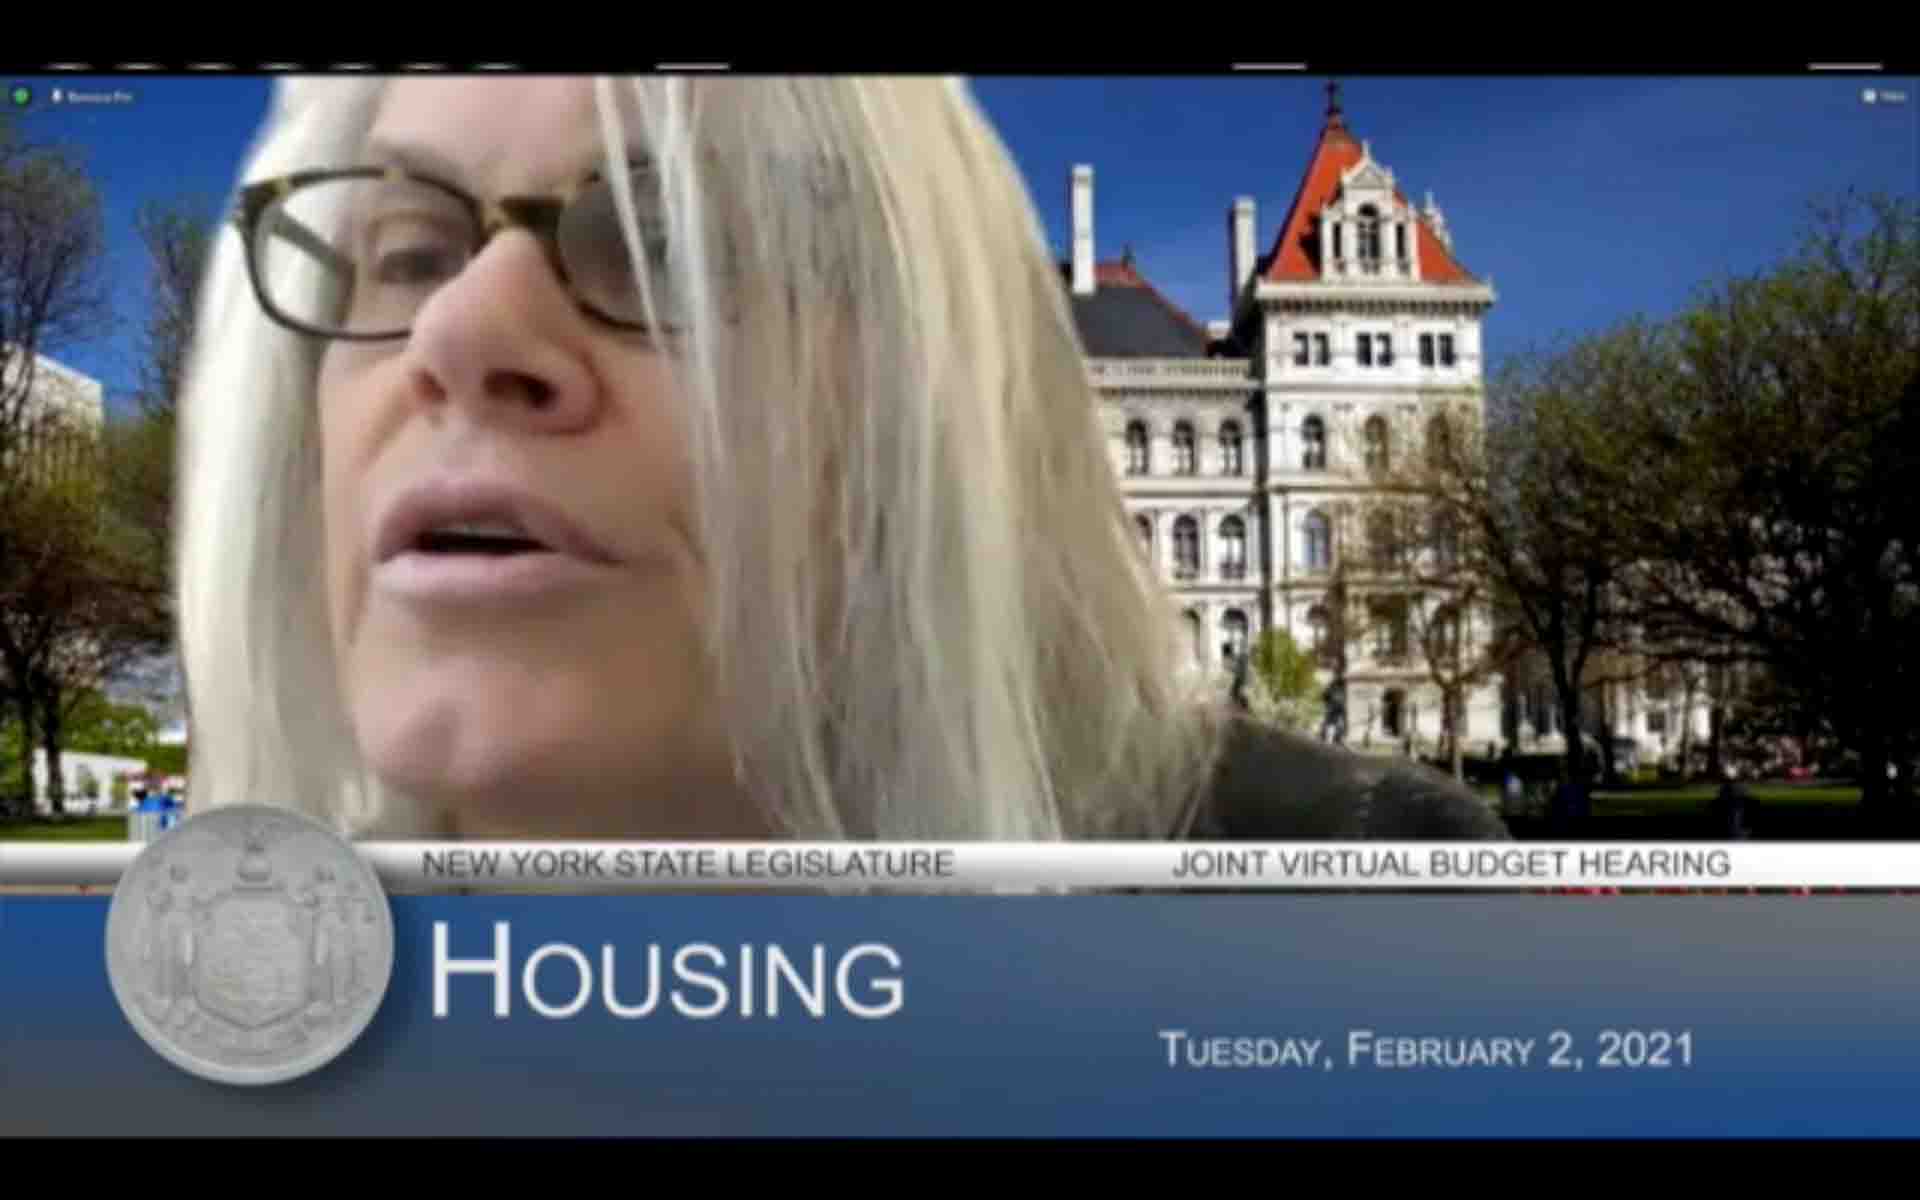 NEW YORK STATE LEGISLATURE
JOINT VIRTUAL BUDGET HEARING
HOUSING
TUESDAY, FEBRUARY 2, 2021